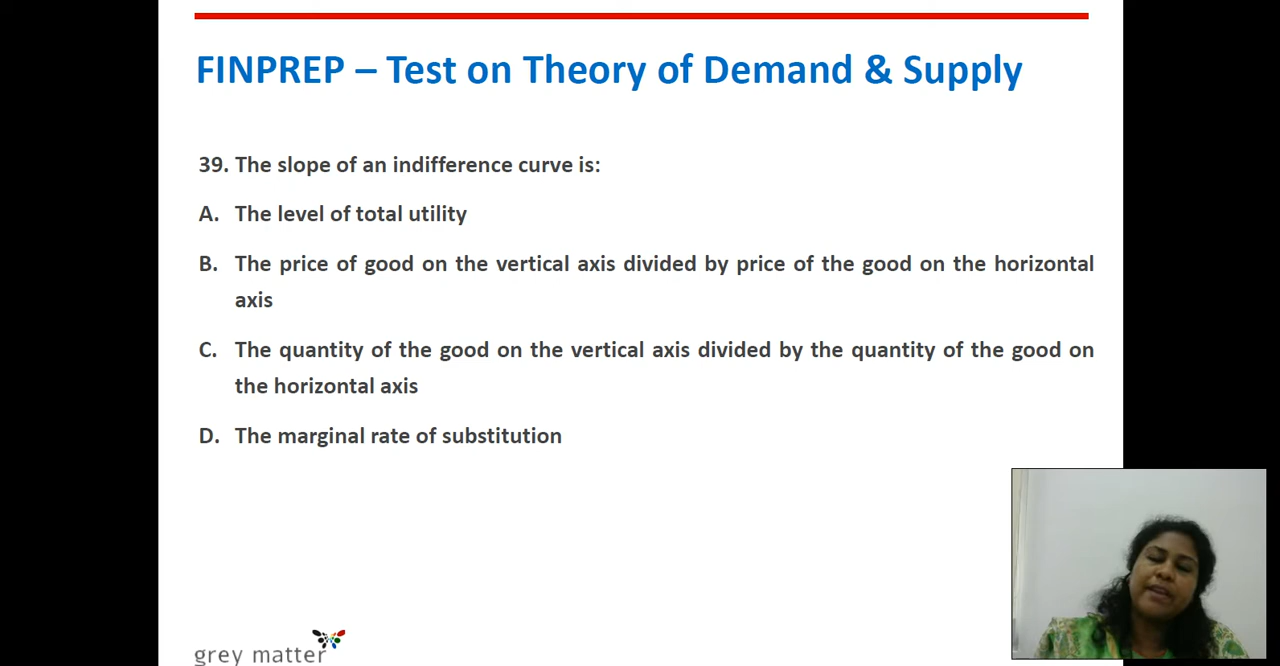 FINPREP – Test on Theory of Demand & Supply
39. The slope of an indifference curve is:
A. The level of total utility
B. The price of good on the vertical axis divided by price of the good on the horizontal
axis
C. The quantity of the good on the vertical axis divided by the quantity of the good on
the horizontal axis
D. The marginal rate of substitution
grey matter